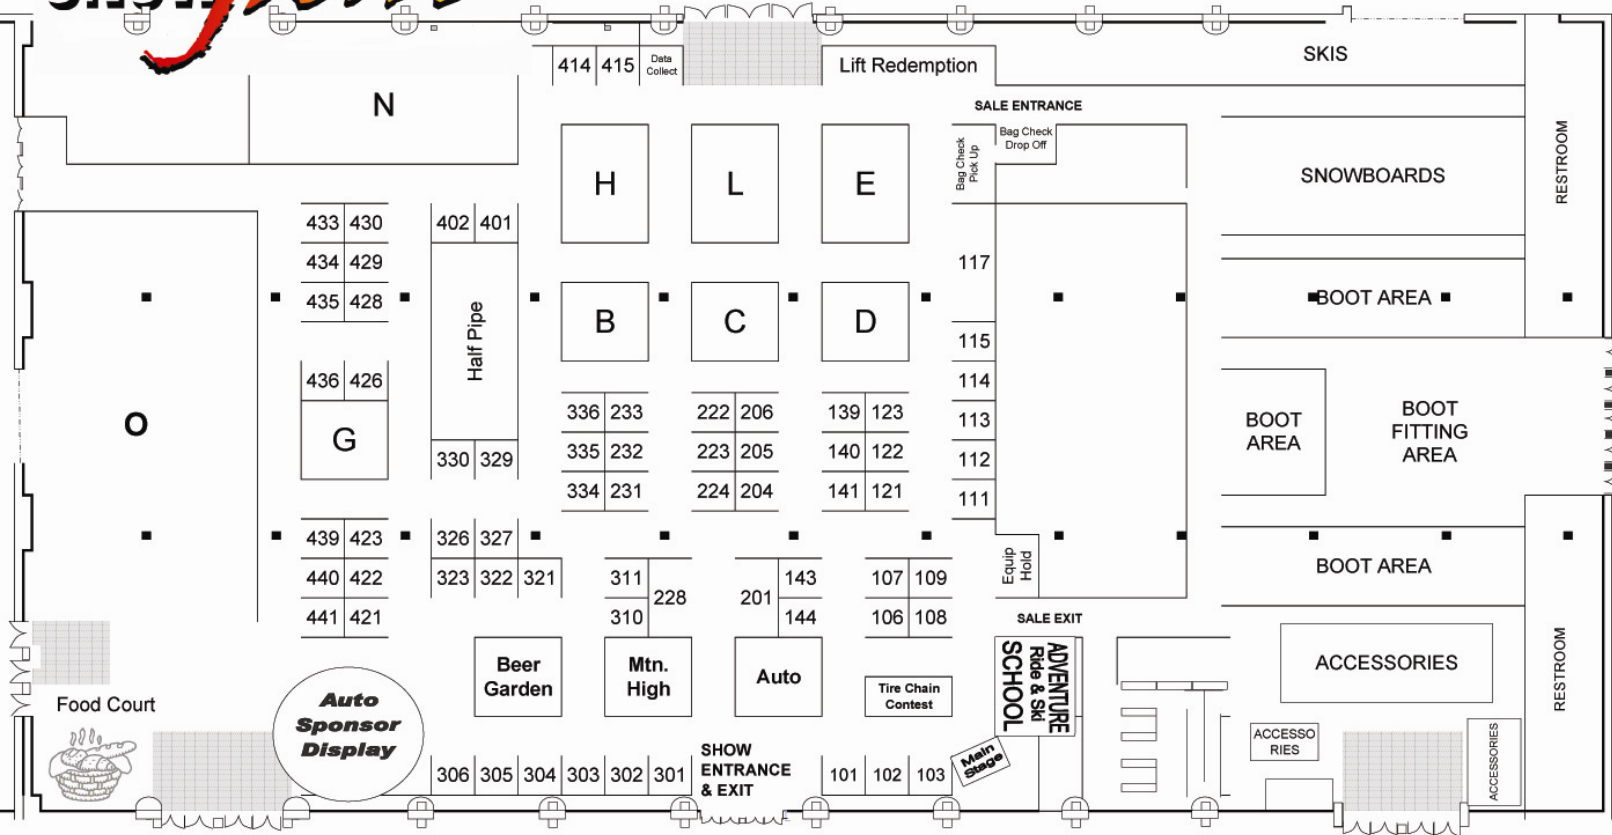 414 415 Data
Collect
Lift Redemption
SKIS
N
SALE ENTRANCE
Bag Check
Drop Off
Bag Check
Pick Up
H L E
SNOWBOARDS
RESTROOM
433 430
434 429
435 428
402 401
Half Pipe
117
B C D
BOOT AREA
115
114
113
112
111
436 426
G
O
330 329
336 233
335 232
334 231
222 206
223 205
224 204
139 123
140 122
141 121
BOOT
AREA
BOOT
FITTING
AREA
439 423
440 422
441 421
326 327
323 322 321
311
310
228
201
143
144
107 109
106 108
Equip
Hold
BOOT AREA
SALE EXIT
Beer
Garden
Mtn.
High
Auto
Tire Chain
Contest
ADVENTURE
Ride & Ski
SCHOOL
ACCESSORIES
RESTROOM
Food Court
Auto
Sponsor
Display
306 305 304 303 302 301
SHOW
ENTRANCE
& EXIT
101 102 103
Main
Stage
ACCESSO
RIES
ACCESSORIES